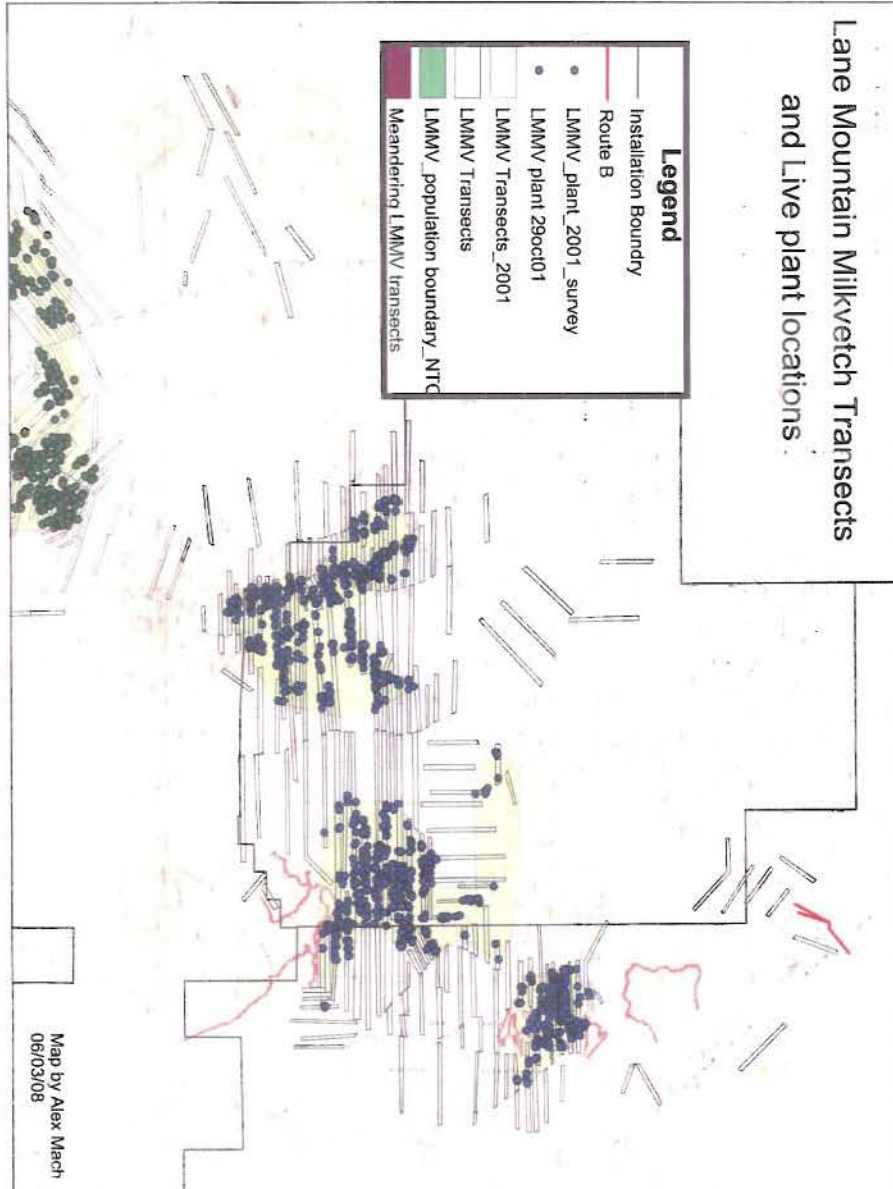 Lane Mountain Milkvetch Transects
and Live plant locations
Legend
Installation Boundry
Route B
LMMV_plant_2001_survey
LMMV plant 29oct01
LMMV Transects_2001
LMMV Transects
LMMV_population boundary_NTC
Meandering LMMV transects
Map by Alex Mach
06/03/08